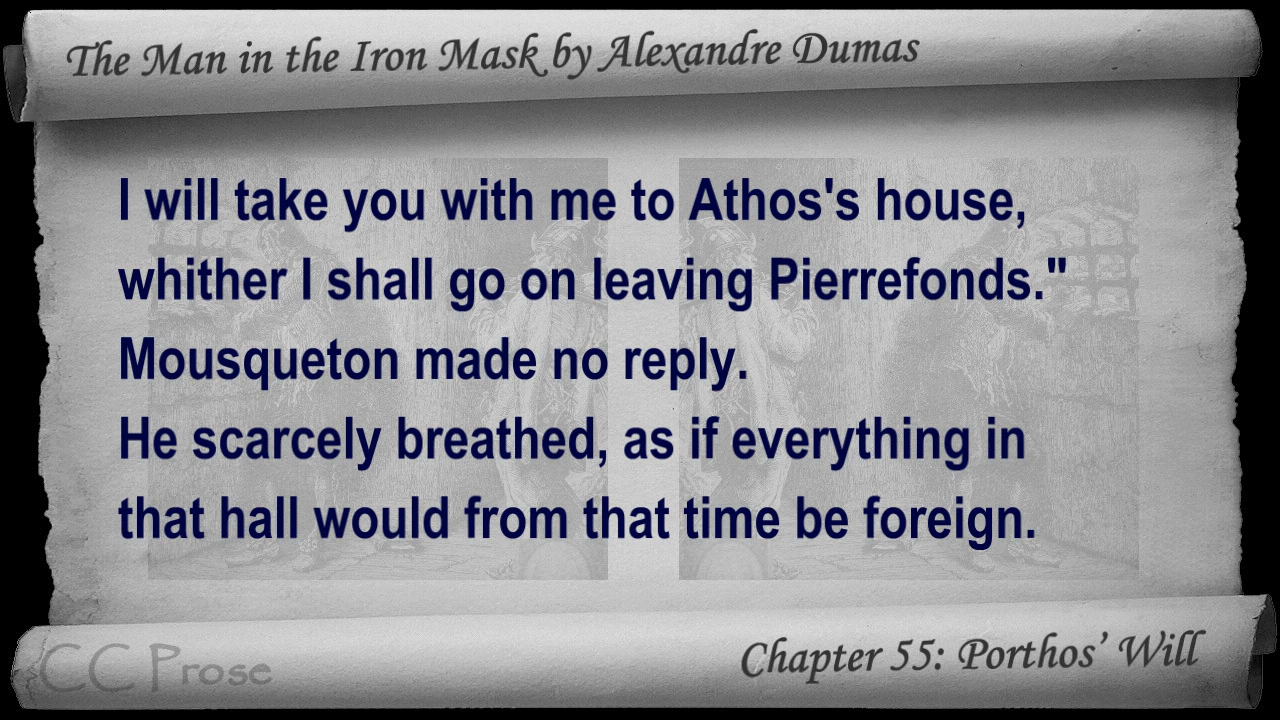 The Man in the Iron Mask by Alexandre Dumas
I will take you with me to Athos's house,
whither I shall go on leaving Pierrefonds."
Mousqueton made no reply.
He scarcely breathed, as if everything in
that hall would from that time be foreign.
CC Prose
Chapter 55: Porthos’ Will